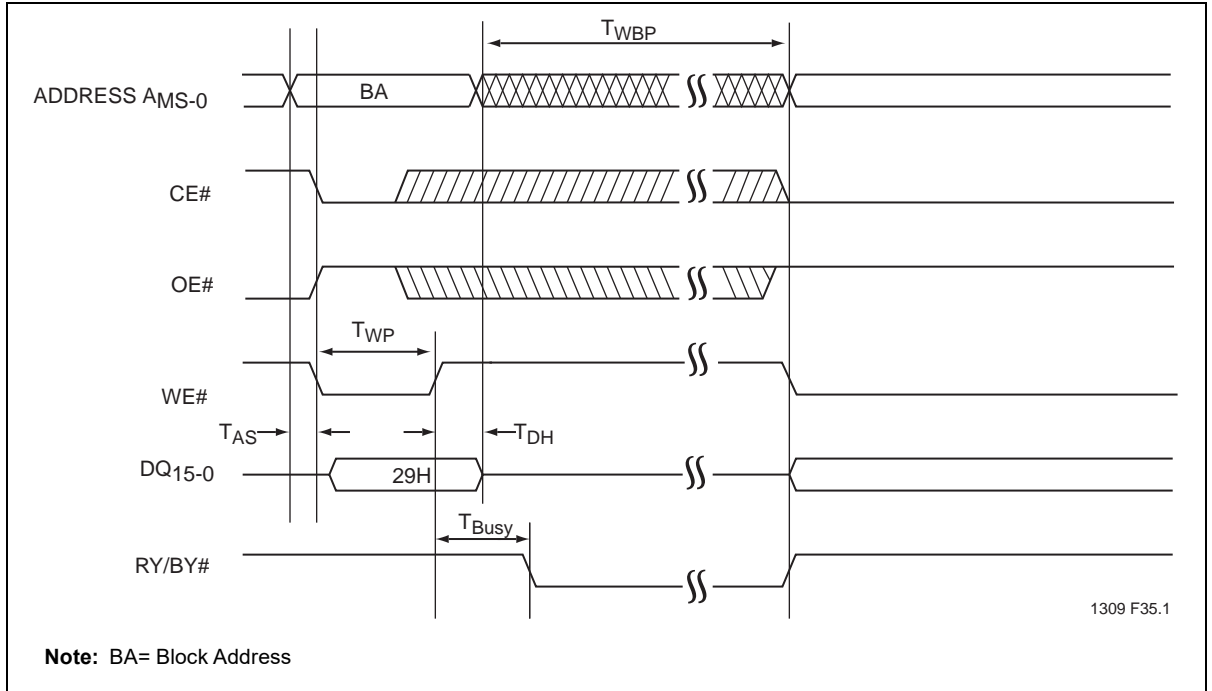 TWBP
ADDRESS AMS-0
BA
CE#
OE#
TWP
WE#
TAS
TDH
DQ15-0
29H
TBusy
RY/BY#
1309 F35.1
Note: BA= Block Address